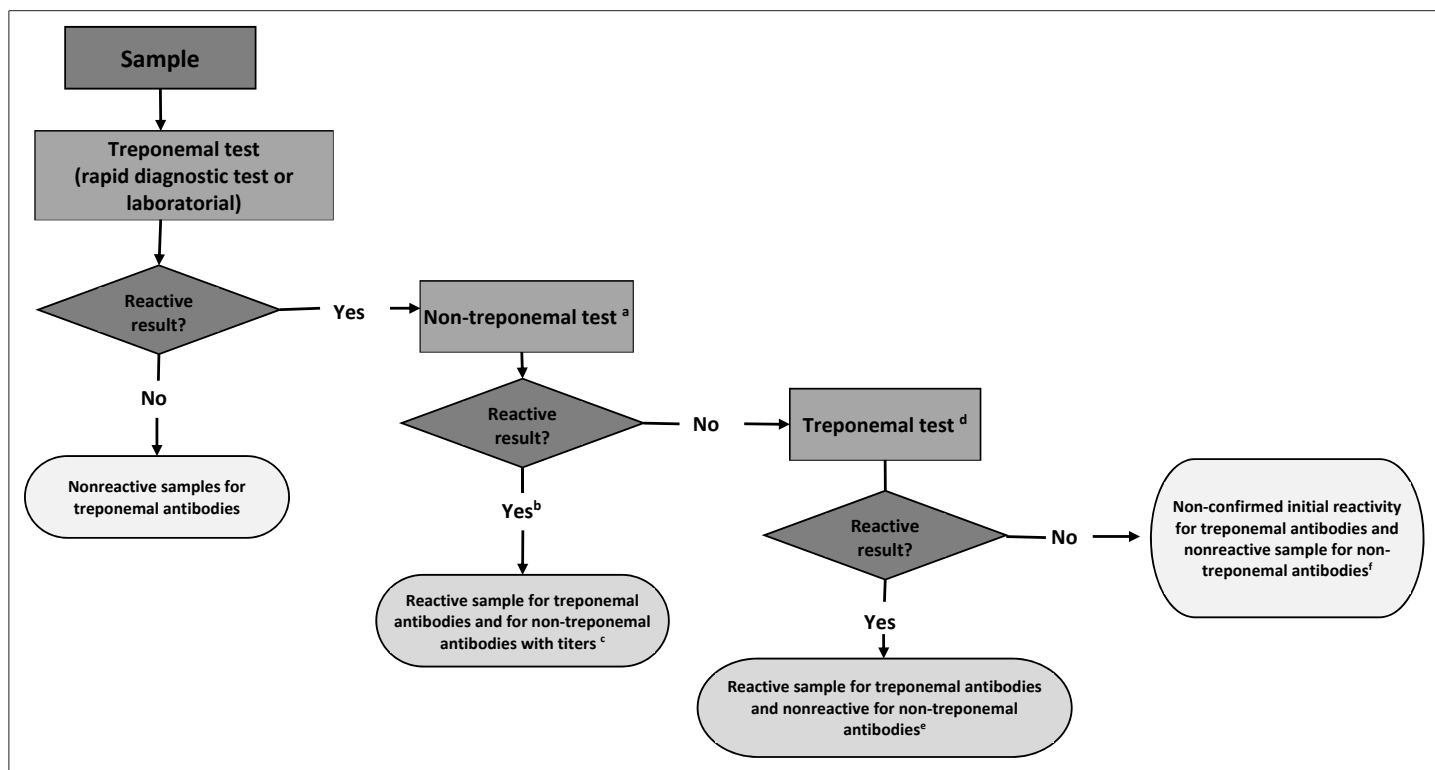 Sample
Treponemal test
(rapid diagnostic test or
laboratorial)
Reactive
result?
Yes
No
Nonreactive samples for
treponemal antibodies
Non-treponemal test a
Reactive
result?
No
Yesb
Reactive sample for treponemal
antibodies and for non-treponemal
antibodies with titers c
Treponemal test d
Reactive
result?
No
Yes
Reactive sample for treponemal antibodies
and nonreactive for non-treponemal
antibodiese
Non-confirmed initial reactivity
for treponemal antibodies and
nonreactive sample for non-
treponemal antibodiesf